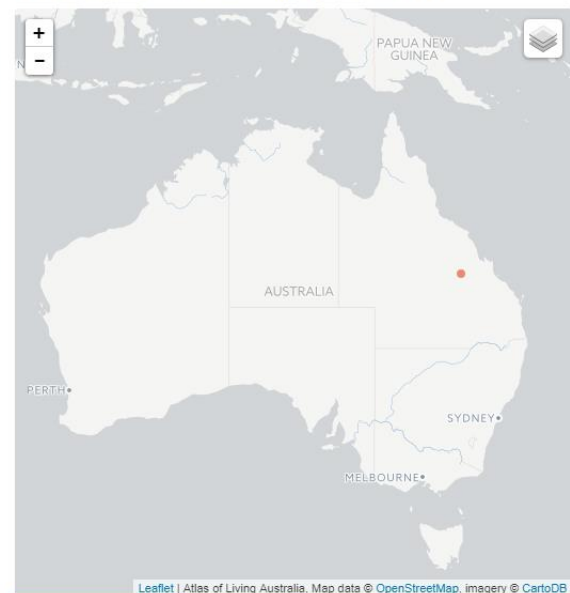 +
−
N
PAPUA NEW
GUINEA
AUSTRALIA
PERTH
SYDNEY
MELBOURNE
Leaflet | Atlas of Living Australia, Map data © OpenStreetMap, imagery © CartoDB